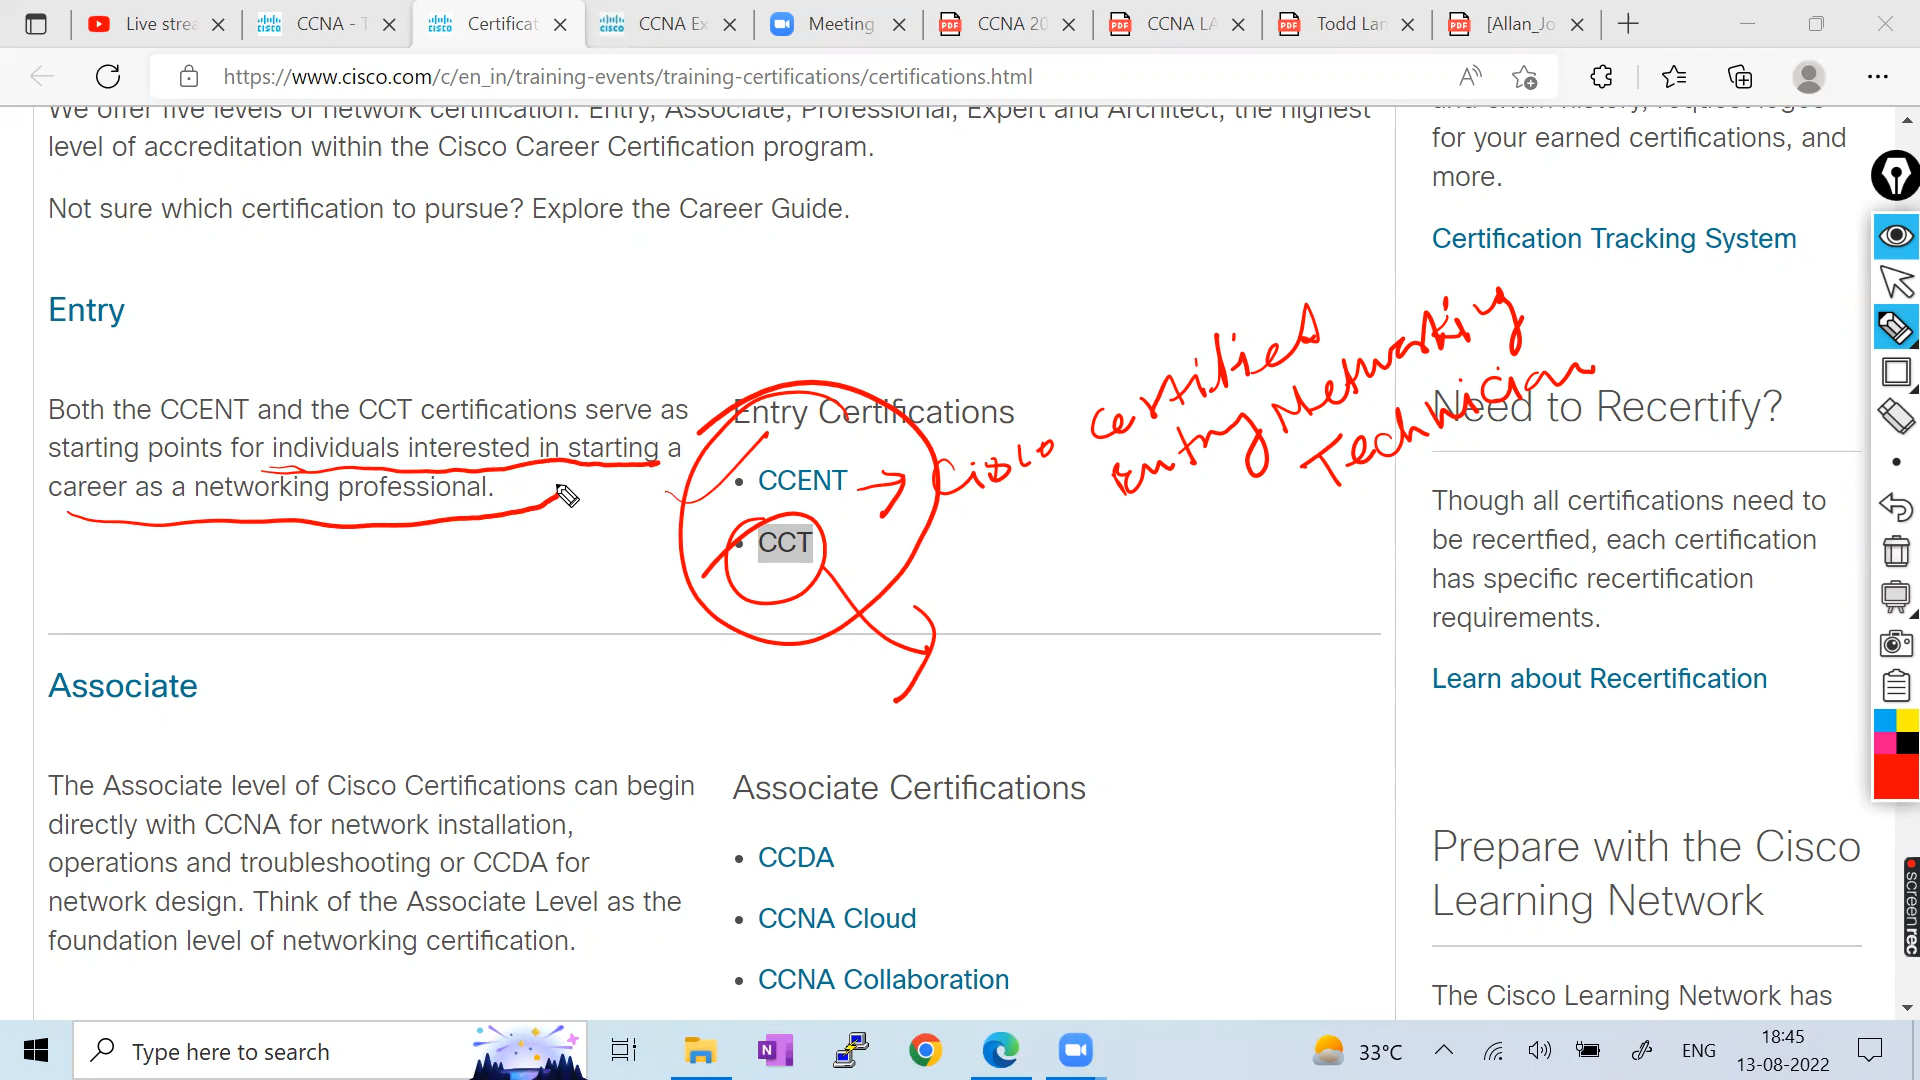 Live strea
CCNA - T
Certificat
CCNA Ex
Meeting
CCNA 20
CCNA LA
Todd Lan
[Allan_Jo
https://www.cisco.com/c/en_in/training-events/training-certifications/certifications.html
We offer five levels of network certification: Entry, Associate, Professional, Expert and Architect, the highest
level of accreditation within the Cisco Career Certification program.
Not sure which certification to pursue? Explore the Career Guide.
Entry
Both the CCENT and the CCT certifications serve as
starting points for individuals interested in starting a
career as a networking professional.
Entry Certifications
• CCENT
• CCT
Cisco Certified
Entry Networking
Technician
Associate
The Associate level of Cisco Certifications can begin
directly with CCNA for network installation,
operations and troubleshooting or CCDA for
network design. Think of the Associate Level as the
foundation level of networking certification.
Associate Certifications
• CCDA
• CCNA Cloud
• CCNA Collaboration
and exam history, request logos
for your earned certifications, and
more.
Certification Tracking System
Need to Recertify?
Though all certifications need to
be recertfied, each certification
has specific recertification
requirements.
Learn about Recertification
Prepare with the Cisco
Learning Network
The Cisco Learning Network has
screenrec
Type here to search
33°C
ENG
18:45
13-08-2022